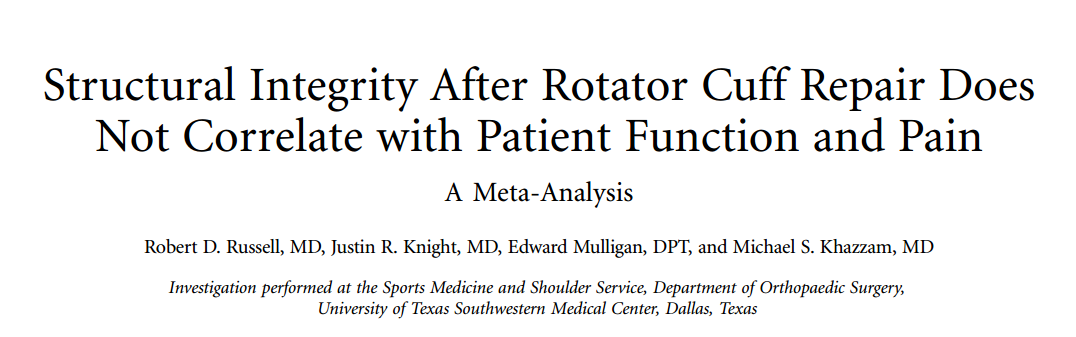 Structural Integrity After Rotator Cuff Repair Does
Not Correlate with Patient Function and Pain
A Meta-Analysis
Robert D. Russell, MD, Justin R. Knight, MD, Edward Mulligan, DPT, and Michael S. Khazzam, MD
Investigation performed at the Sports Medicine and Shoulder Service, Department of Orthopaedic Surgery,
University of Texas Southwestern Medical Center, Dallas, Texas